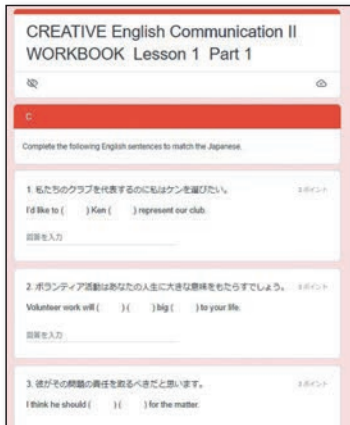 CREATIVE English Communication II
WORKBOOK Lesson 1 Part 1
C
Complete the following English sentences to match the Japanese.
1. 私たちのクラブを代表するのに私はケンを選びたい。
I'd like to ( ) Ken ( ) represent our club.
回答を入力
2. ボランティア活動はあなたの人生に大きな意味をもたらすでしょう。
Volunteer work will ( ) ( ) big ( ) to your life.
回答を入力
3. 彼がその問題の責任を取るべきだと思います。
I think he should ( ) ( ) for the matter.